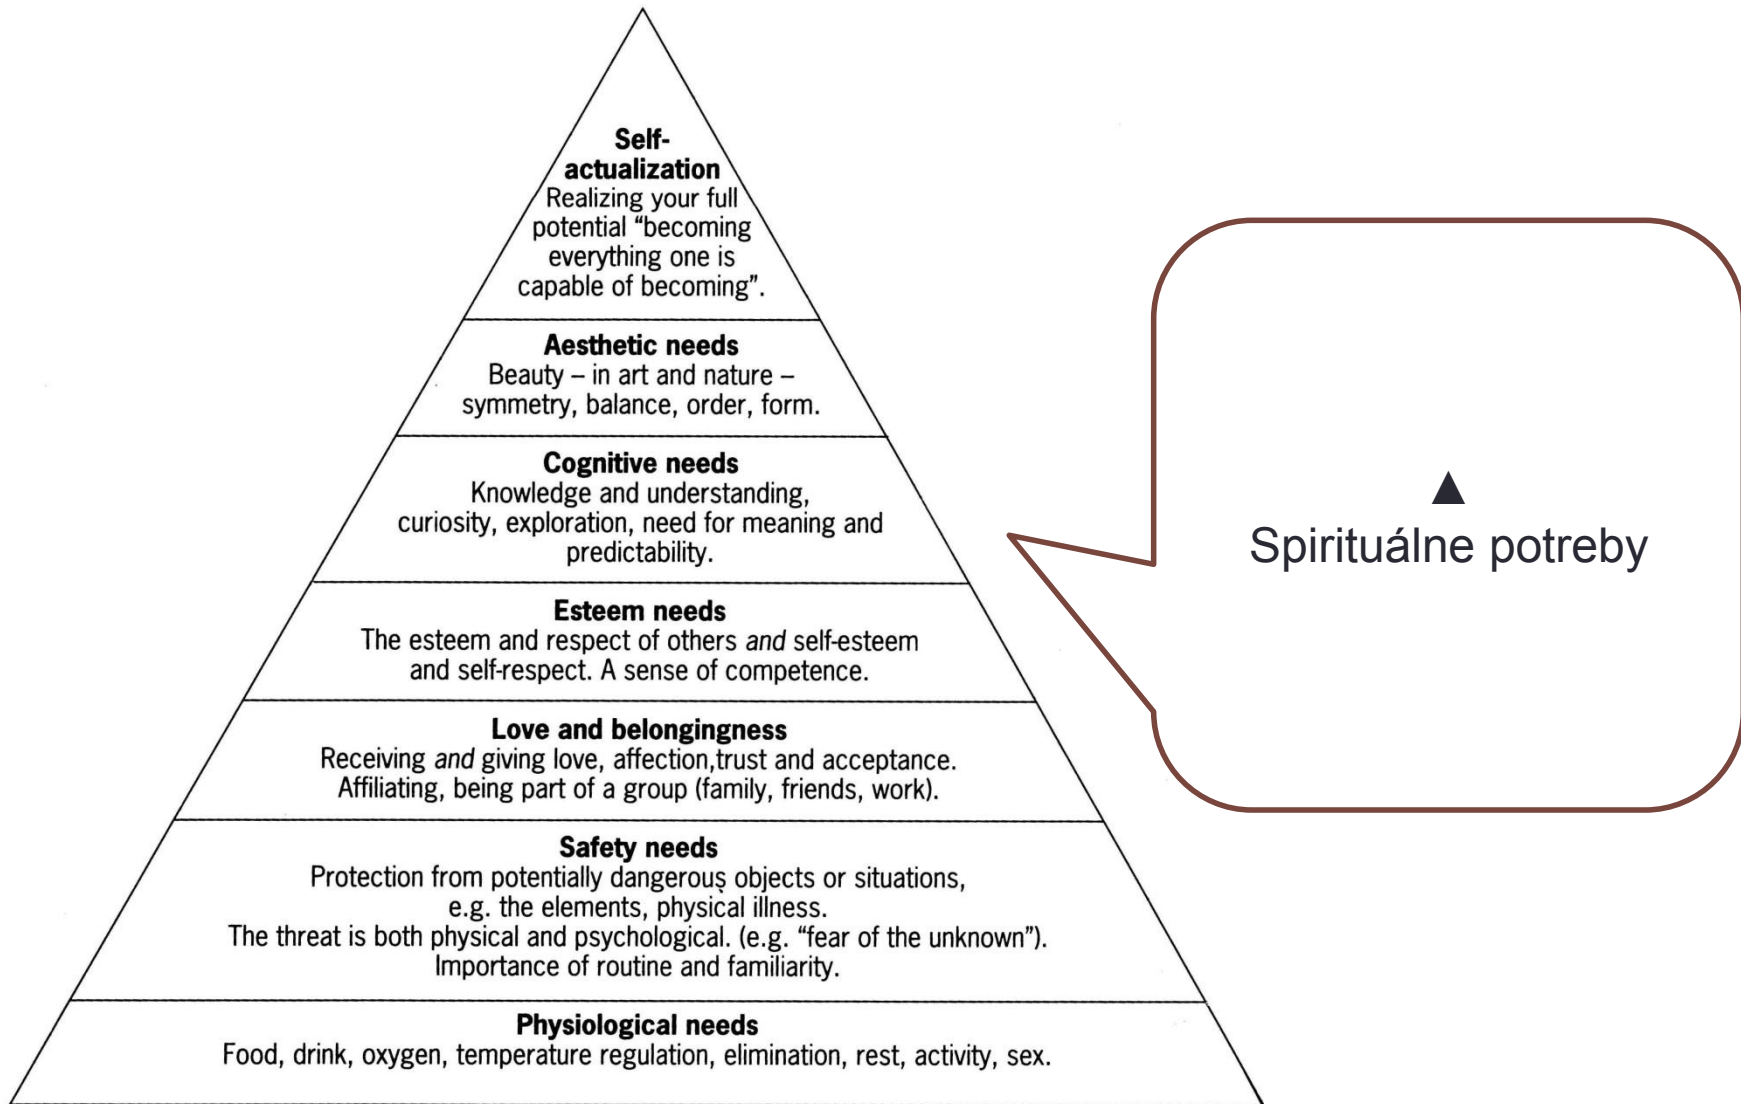 Self-
actualization
Realizing your full
potential “becoming
everything one is
capable of becoming”.
Aesthetic needs
Beauty – in art and nature –
symmetry, balance, order, form.
Cognitive needs
Knowledge and understanding,
curiosity, exploration, need for meaning and
predictability.
Esteem needs
The esteem and respect of others and self-esteem
and self-respect. A sense of competence.
Love and belongingness
Receiving and giving love, affection,trust and acceptance.
Affiliating, being part of a group (family, friends, work).
Safety needs
Protection from potentially dangerous objects or situations,
e.g. the elements, physical illness.
The threat is both physical and psychological. (e.g. “fear of the unknown”).
Importance of routine and familiarity.
Physiological needs
Food, drink, oxygen, temperature regulation, elimination, rest, activity, sex.
▲
Spirituálne potreby